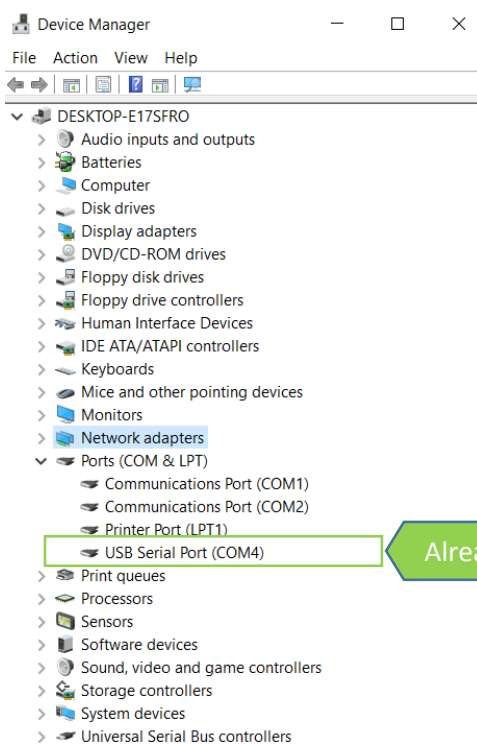 Device Manager
File Action View Help
DESKTOP-E17SFRO
Audio inputs and outputs
Batteries
Computer
Disk drives
Display adapters
DVD/CD-ROM drives
Floppy disk drives
Floppy drive controllers
Human Interface Devices
IDE ATA/ATAPI controllers
Keyboards
Mice and other pointing devices
Monitors
Network adapters
Ports (COM & LPT)
Communications Port (COM1)
Communications Port (COM2)
Printer Port (LPT1)
USB Serial Port (COM4)
Print queues
Processors
Sensors
Software devices
Sound, video and game controllers
Storage controllers
System devices
Universal Serial Bus controllers